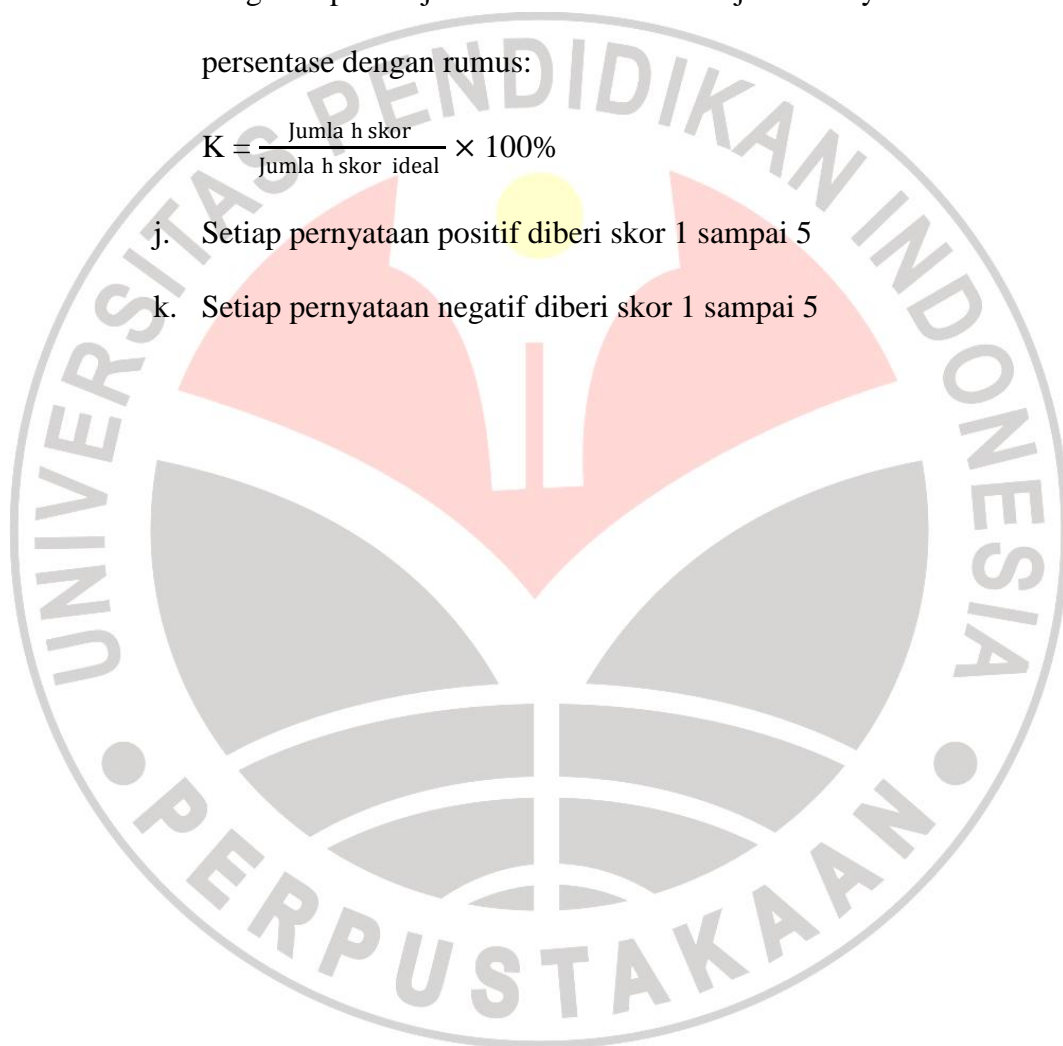 persentase dengan rumus:
K = Jumla h skor / Jumla h skor ideal × 100%
j. Setiap pernyataan positif diberi skor 1 sampai 5
k. Setiap pernyataan negatif diberi skor 1 sampai 5
UNIVERSITAS PENDIDIKAN INDONESIA
PERPUSTAKAAN